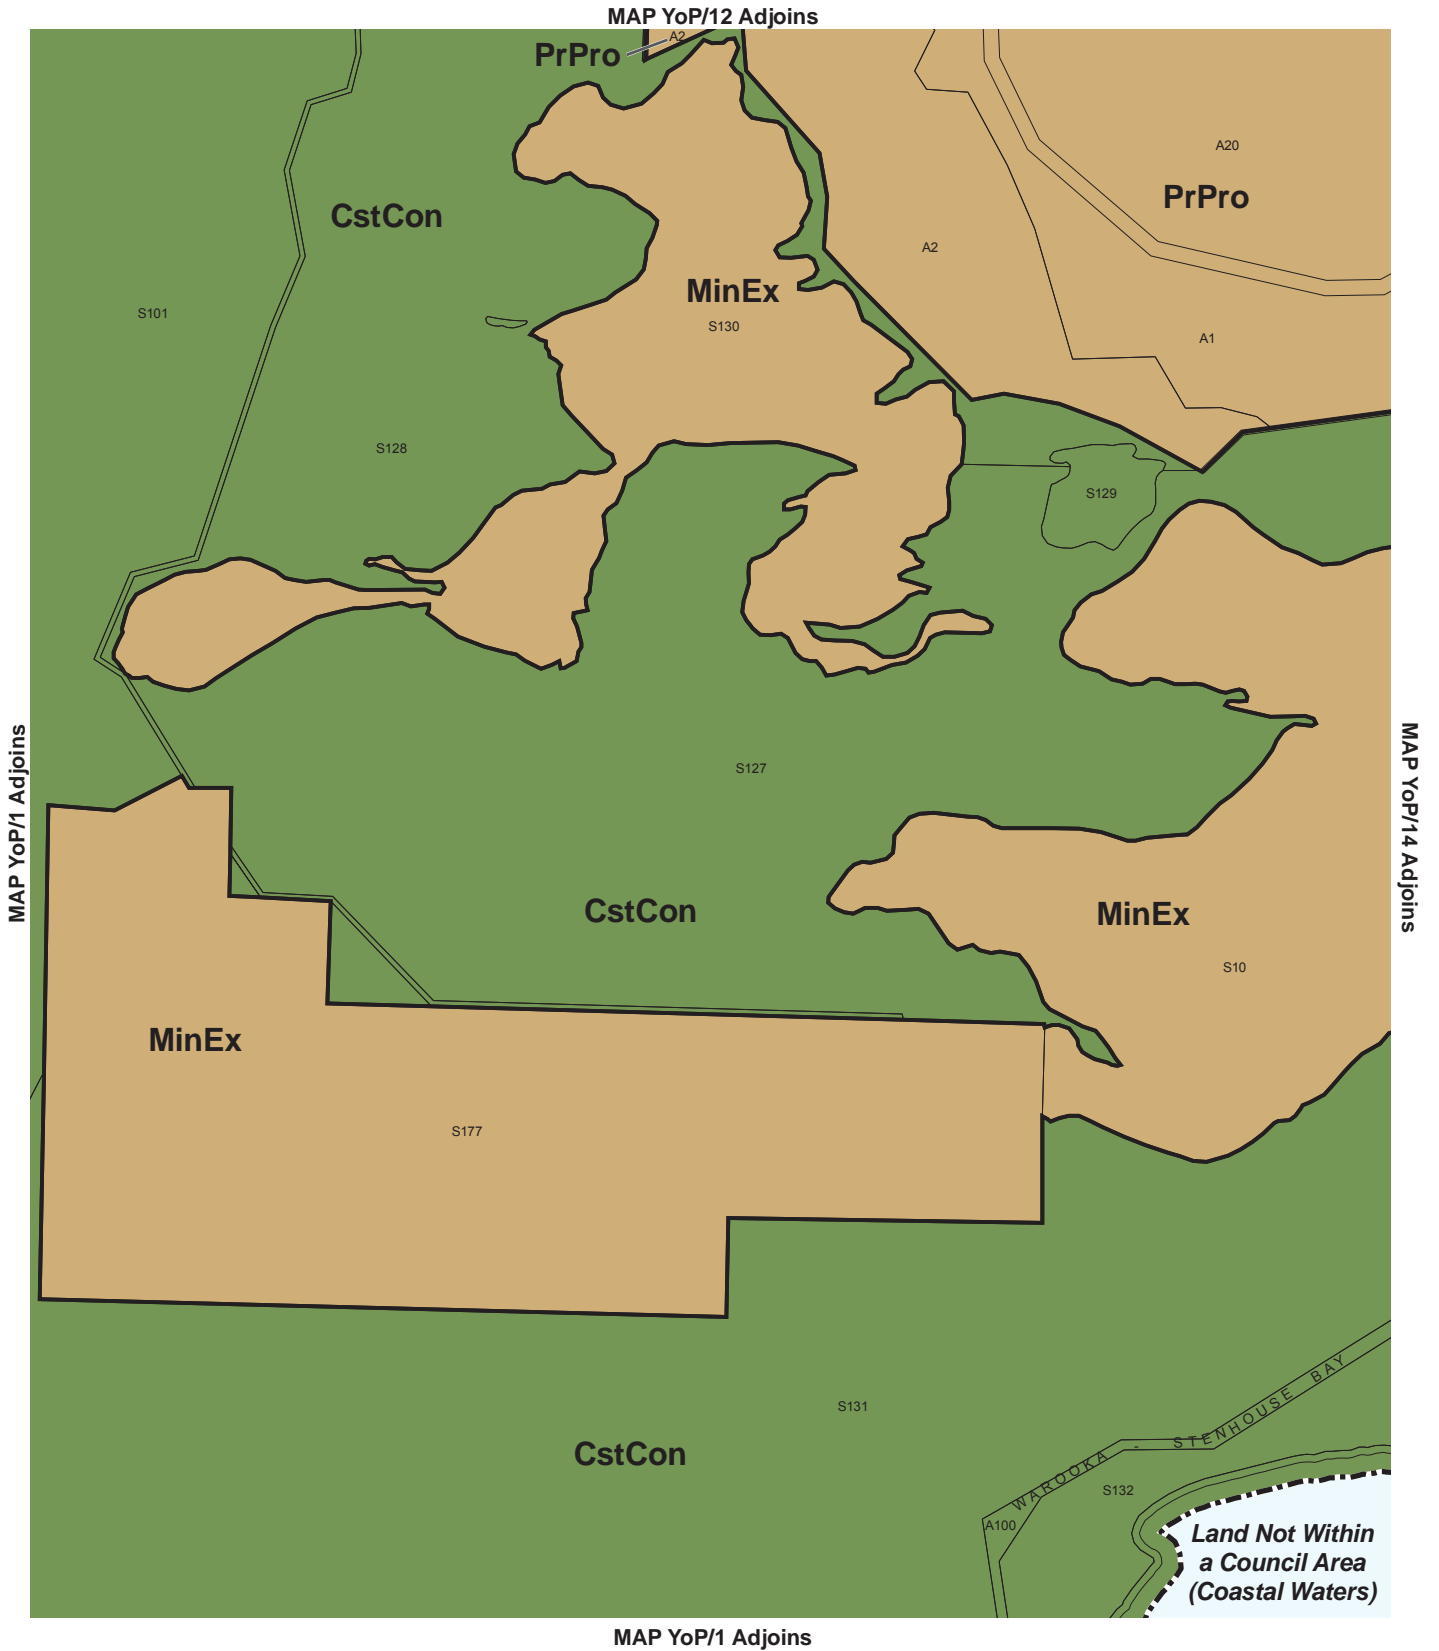 MAP YoP/12 Adjoins
A2
PrPro
A20
PrPro
CstCon
A2
MinEx
S101
S130
A1
S128
S129
MAP YoP/1 Adjoins
MAP YoP/14 Adjoins
S127
CstCon
MinEx
S10
MinEx
S177
S131
CstCon
WAROOKA - STENHOUSE BAY
S132
A100
Land Not Within
a Council Area
(Coastal Waters)
MAP YoP/1 Adjoins